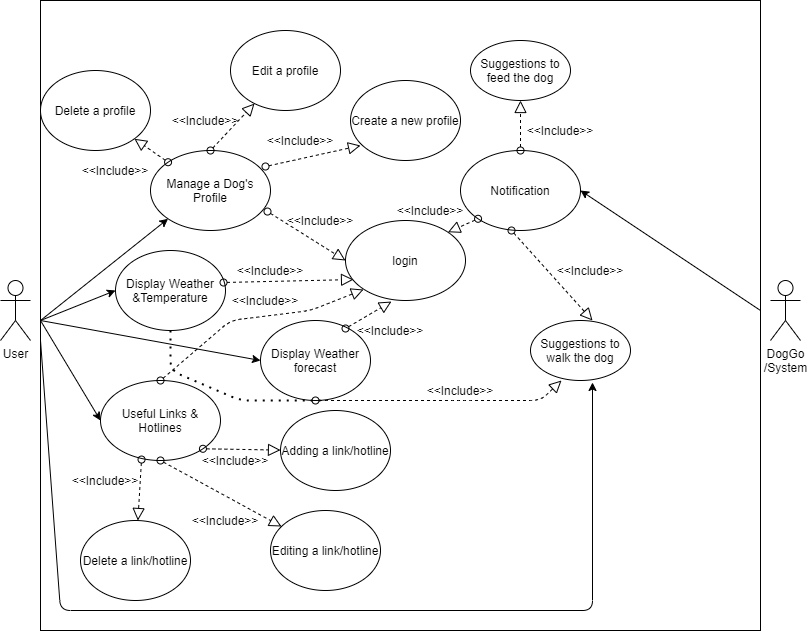 Edit a profile
Suggestions to
feed the dog
Delete a profile
<<Include>>
Create a new profile
<<Include>>
<<Include>>
<<Include>>
Manage a Dog's
Profile
Notification
<<Include>>
<<Include>>
login
<<Include>>
<<Include>>
Display Weather
&Temperature
<<Include>>
<<Include>>
User
Display Weather
forecast
Suggestions to
walk the dog
DogGo
/System
<<Include>>
Useful Links &
Hotlines
Adding a link/hotline
<<Include>>
<<Include>>
<<Include>>
Delete a link/hotline
Editing a link/hotline
<<Include>>